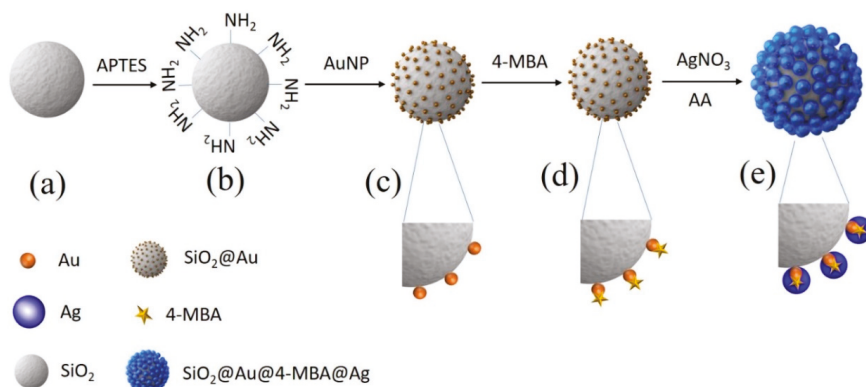 APTES
AuNP
4-MBA
AgNO₃
AA
NH₂
NH₂
NH₂
NH₂
NH₂
NH₂
NH₂
NH₂
(a)
(b)
(c)
(d)
(e)
Au
SiO₂@Au
Ag
4-MBA
SiO₂
SiO₂@Au@4-MBA@Ag